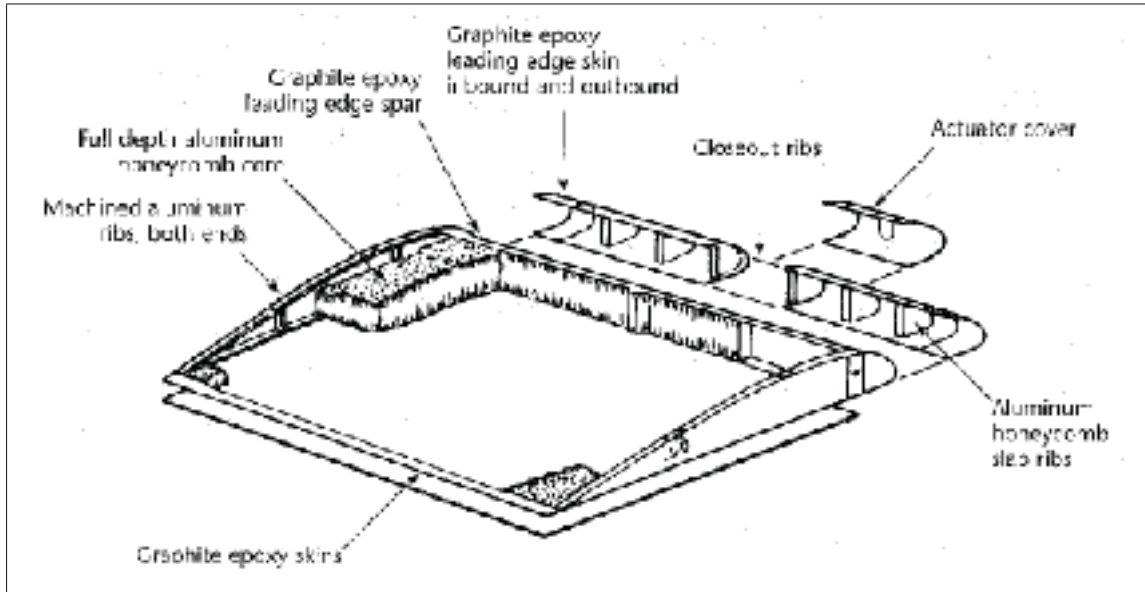 Graphite epoxy
leading edge skin
inbound and outbound
Graphite epoxy
leading edge spar
Full depth aluminum
honeycomb core
Machined aluminum
ribs, both ends
Closeout ribs
Actuator cover
Aluminum
honeycomb
slab ribs
Graphite epoxy skins